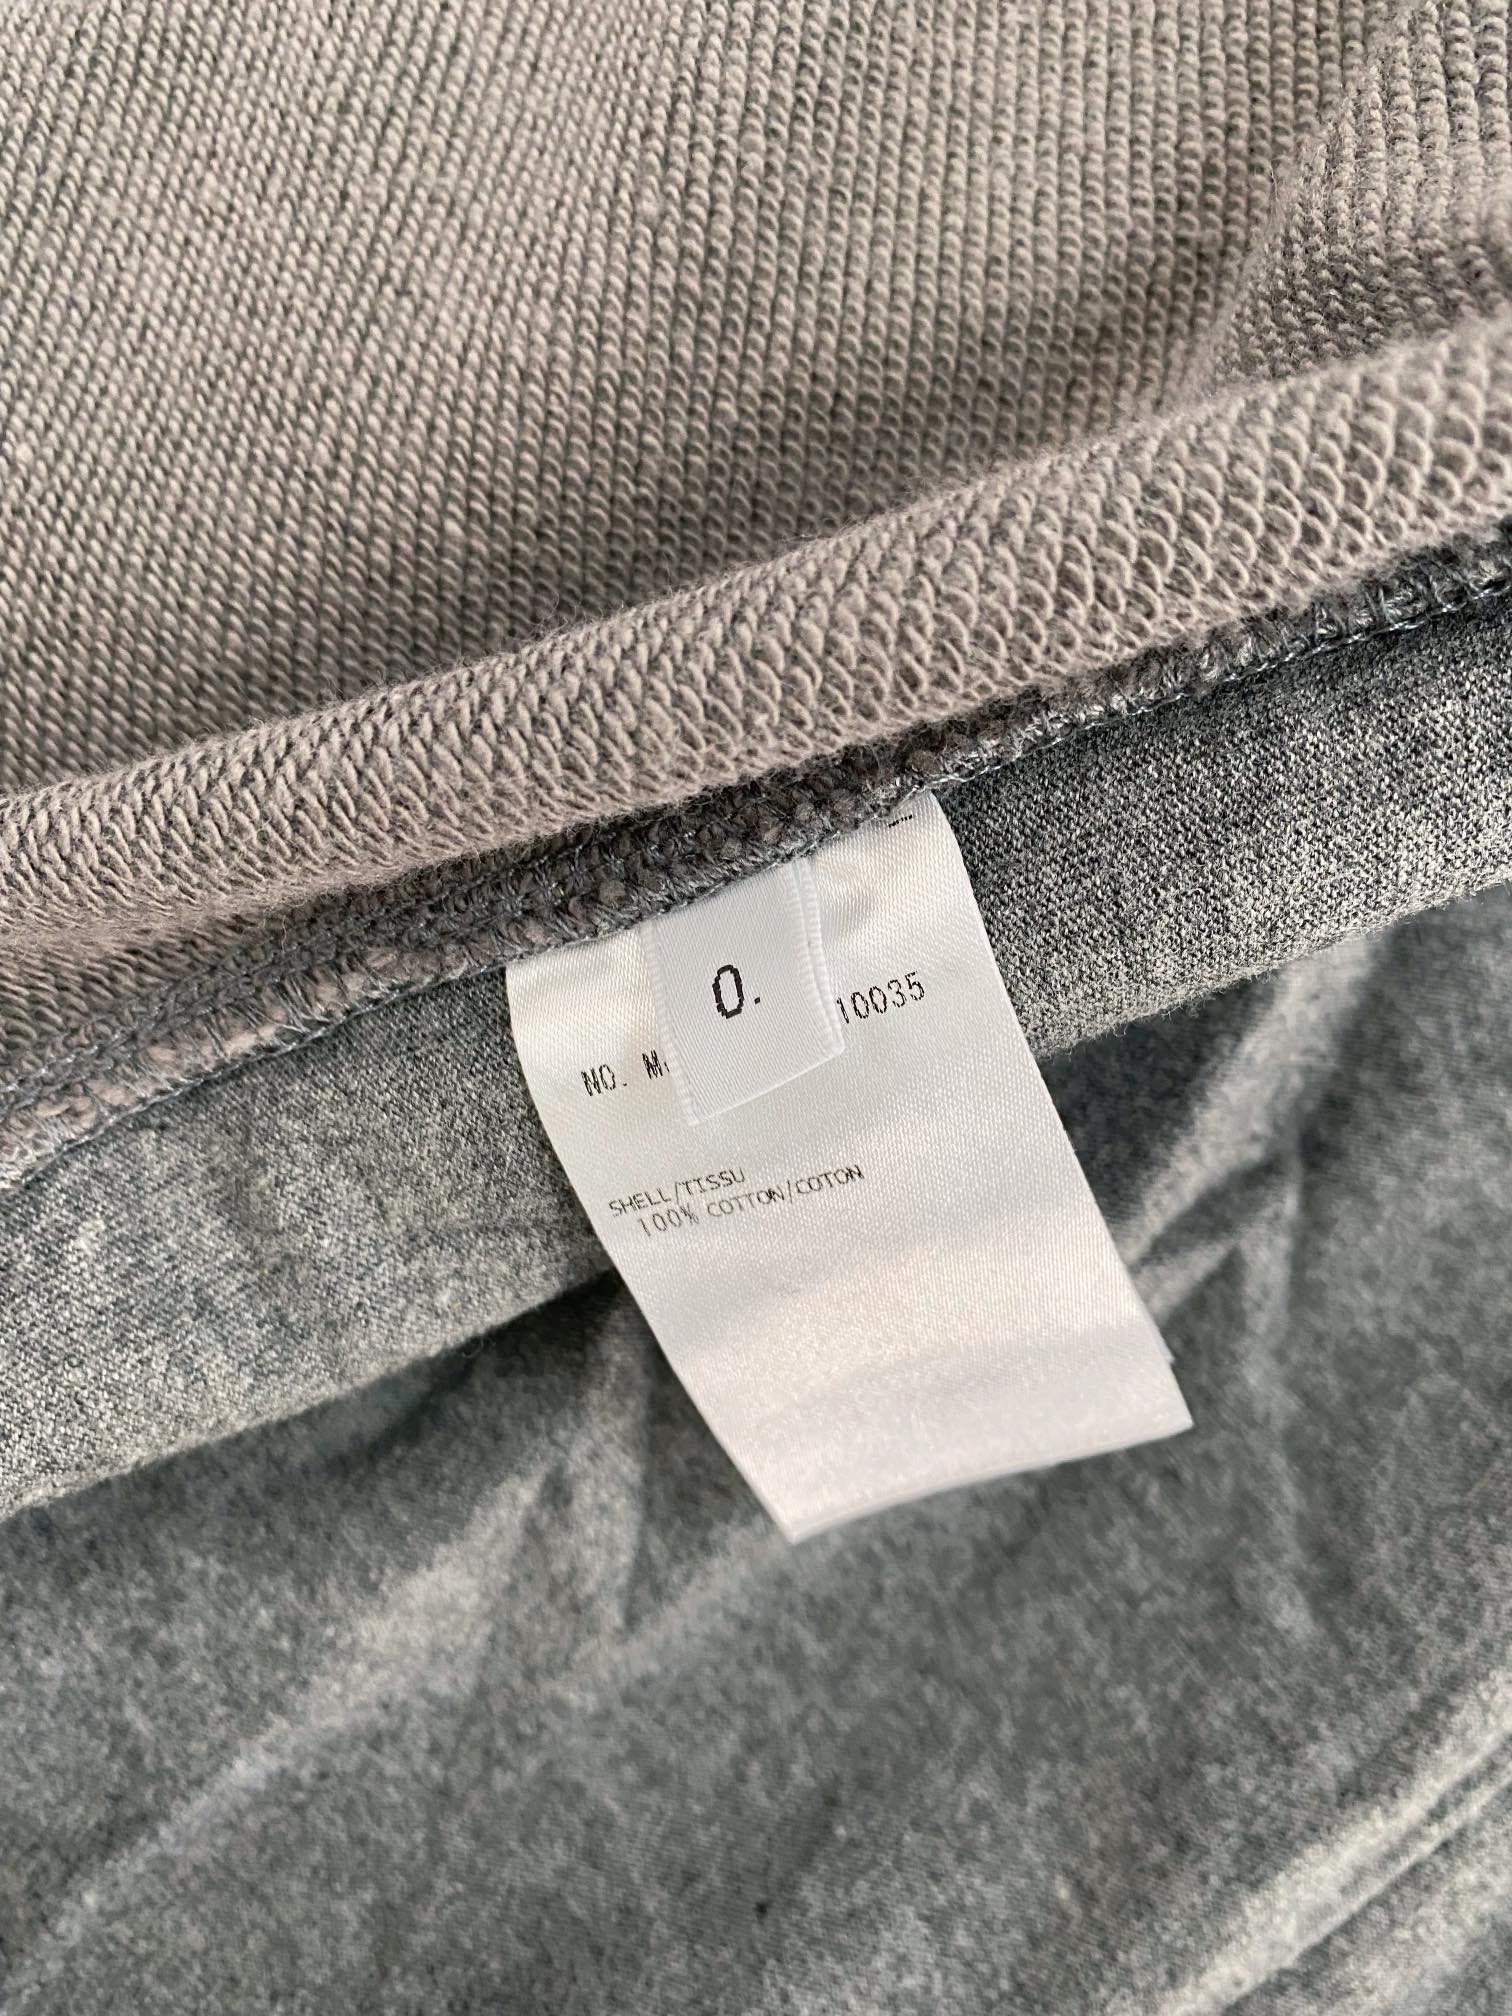 0.
NO. M 10035
SHELL/TISSU
100% COTTON/COTON